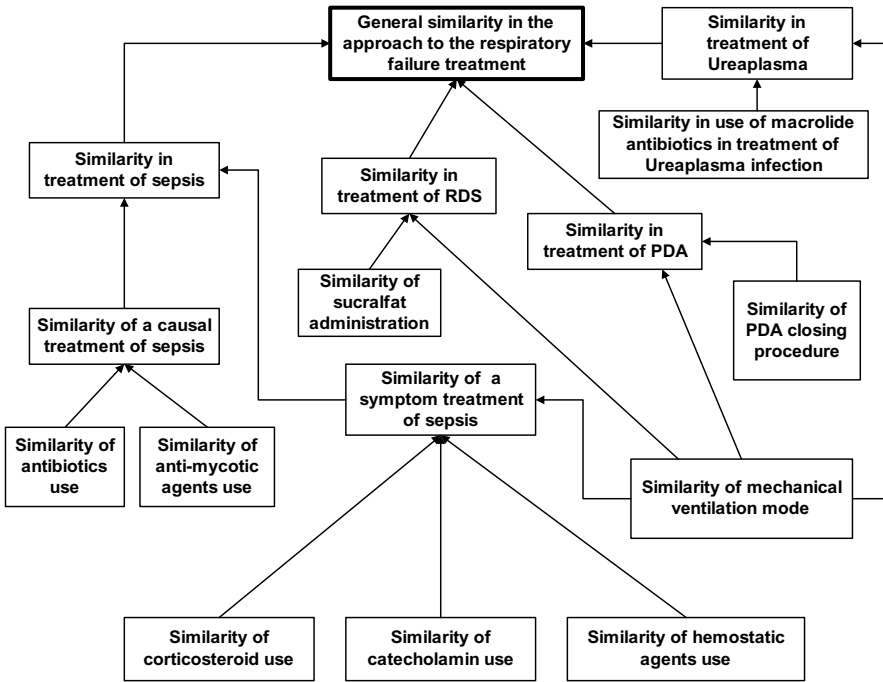 General similarity in the
approach to the respiratory
failure treatment
Similarity in
treatment of
Ureaplasma
Similarity in use of macrolide
antibiotics in treatment of
Ureaplasma infection
Similarity in
treatment of sepsis
Similarity in
treatment of RDS
Similarity in
treatment of PDA
Similarity of
sucralfat
administration
Similarity of
PDA closing
procedure
Similarity of a causal
treatment of sepsis
Similarity of a
symptom treatment
of sepsis
Similarity of
antibiotics
use
Similarity of
anti-mycotic
agents use
Similarity of mechanical
ventilation mode
Similarity of
corticosteroid use
Similarity of
catecholamin use
Similarity of hemostatic
agents use